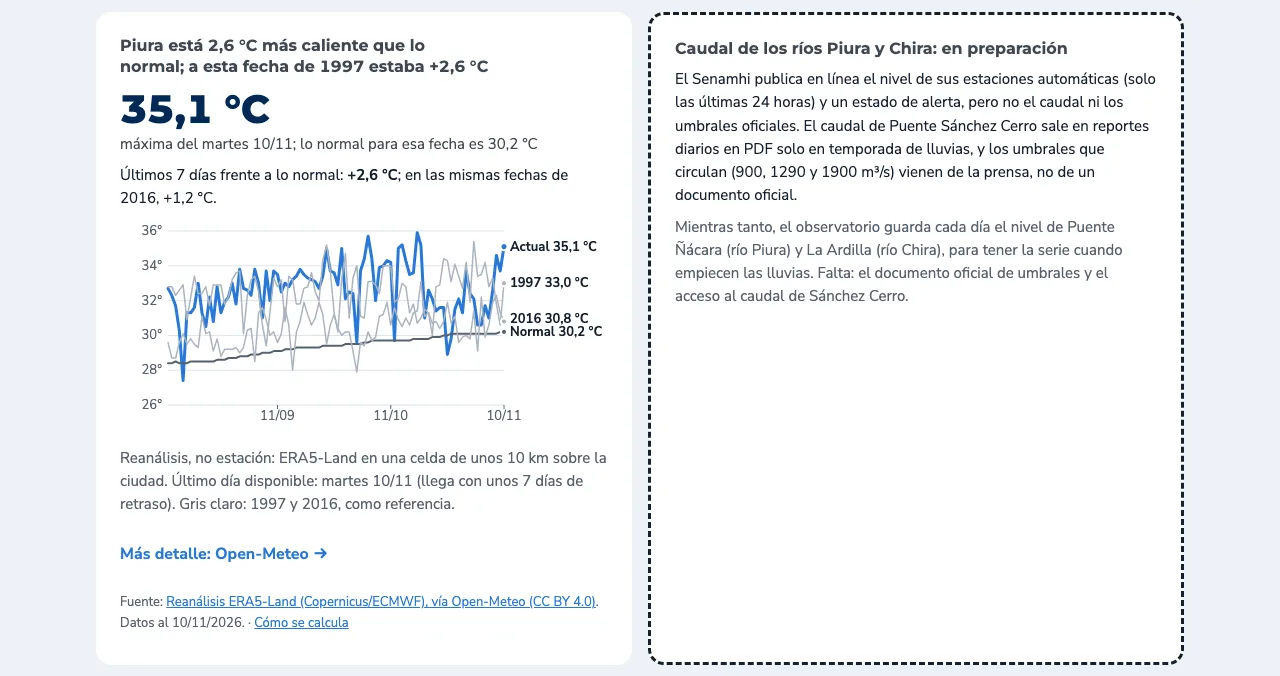 Piura está 2,6 °C más caliente que lo
normal; a esta fecha de 1997 estaba +2,6 °C
35,1 °C
máxima del martes 10/11; lo normal para esa fecha es 30,2 °C
Últimos 7 días frente a lo normal: +2,6 °C; en las mismas fechas de
2016, +1,2 °C.
36°
34°
32°
30°
28°
26°
Actual 35,1 °C
1997 33,0 °C
2016 30,8 °C
Normal 30,2 °C
11/09
11/10
10/11
Reanálisis, no estación: ERA5-Land en una celda de unos 10 km sobre la
ciudad. Último día disponible: martes 10/11 (llega con unos 7 días de
retraso). Gris claro: 1997 y 2016, como referencia.
Más detalle: Open-Meteo →
Fuente: Reanálisis ERA5-Land (Copernicus/ECMWF), vía Open-Meteo (CC BY 4.0).
Datos al 10/11/2026. · Cómo se calcula
Caudal de los ríos Piura y Chira: en preparación
El Senamhi publica en línea el nivel de sus estaciones automáticas (solo
las últimas 24 horas) y un estado de alerta, pero no el caudal ni los
umbrales oficiales. El caudal de Puente Sánchez Cerro sale en reportes
diarios en PDF solo en temporada de lluvias, y los umbrales que
circulan (900, 1290 y 1900 m³/s) vienen de la prensa, no de un
documento oficial.
Mientras tanto, el observatorio guarda cada día el nivel de Puente
Ñácara (río Piura) y La Ardilla (río Chira), para tener la serie cuando
empiecen las lluvias. Falta: el documento oficial de umbrales y el
acceso al caudal de Sánchez Cerro.